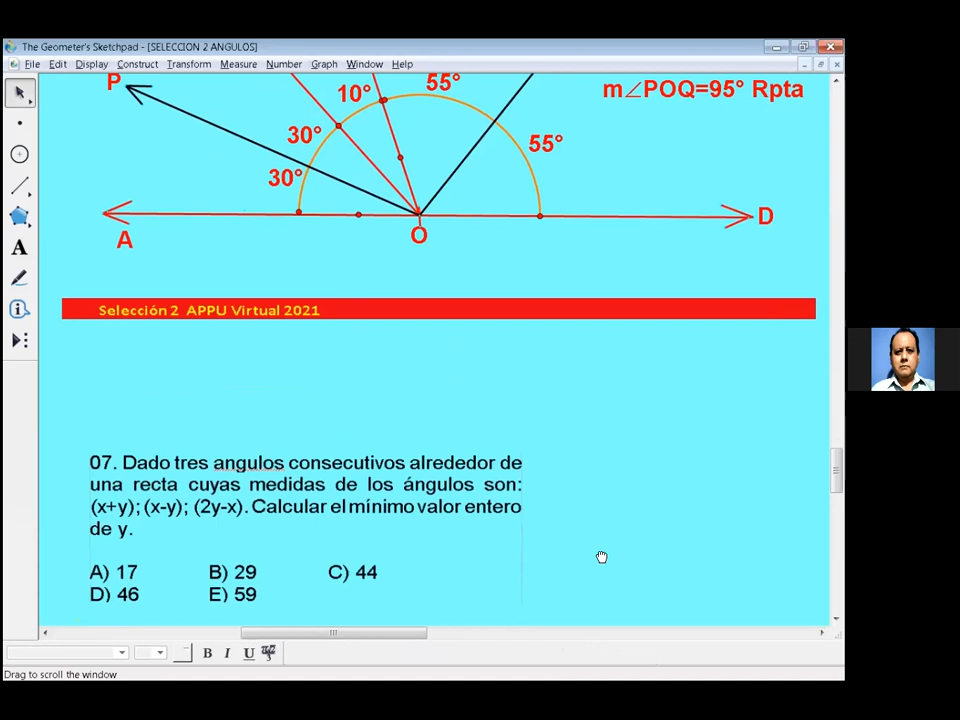 The Geometer's Sketchpad - [SELECCION 2 ANGULOS]
File Edit Display Construct Transform Measure Number Graph Window Help
P
10° 55° m∠POQ=95° Rpta
30° 55°
30°
A O D
Selección 2 APPU Virtual 2021
07. Dado tres angulos consecutivos alrededor de
una recta cuyas medidas de los ángulos son:
(x+y); (x-y); (2y-x). Calcular el mínimo valor entero
de y.
A) 17 B) 29 C) 44
D) 46 E) 59
B I U
Drag to scroll the window